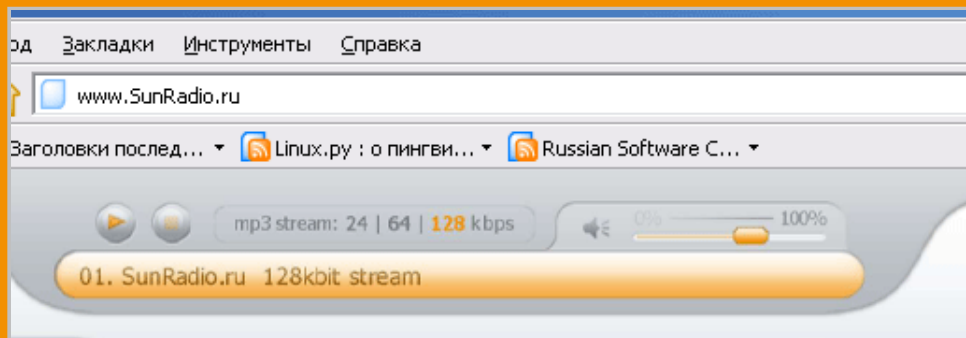 од Закладки Инструменты Справка
www.SunRadio.ru
Заголовки послед... Linux.ру : о пингви... Russian Software C...
mp3 stream: 24 | 64 | 128 kbps 0% 100%
01. SunRadio.ru 128kbit stream